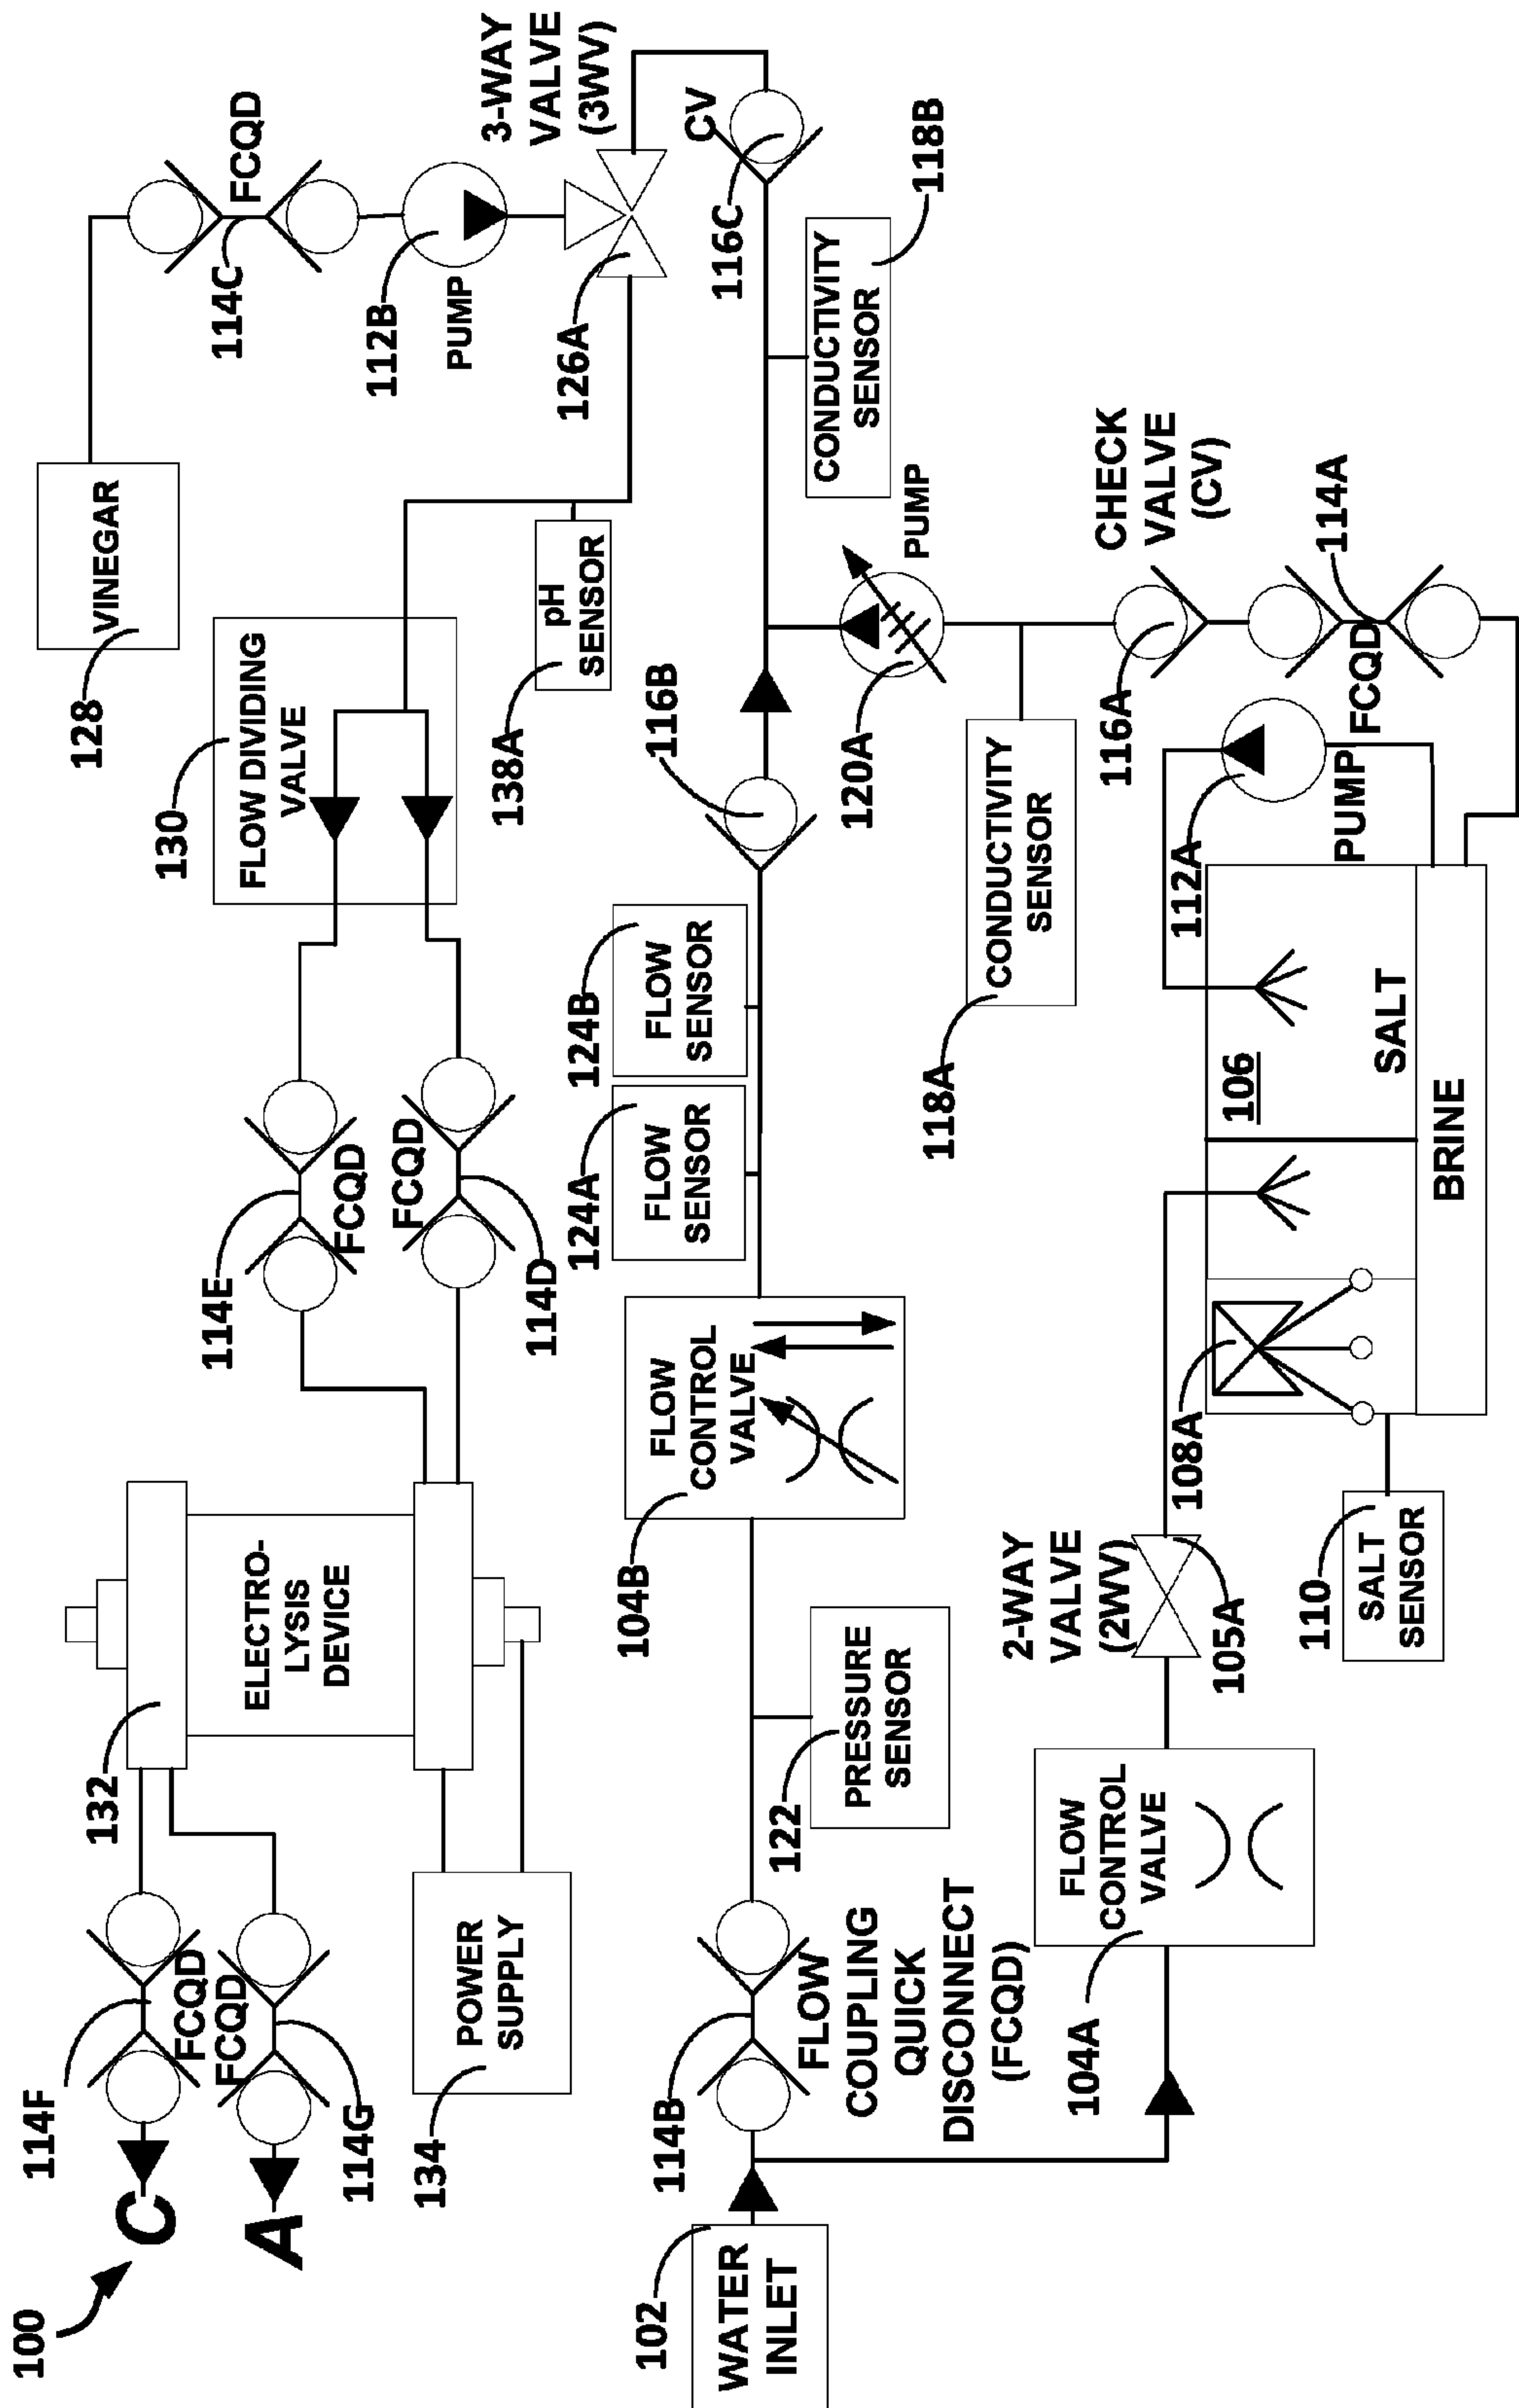 100
C
A
114F
FCQD
FCQD
114G
132
ELECTRO-
LYSIS
DEVICE
134
POWER
SUPPLY
114E
FCQD
FCQD
114D
130
FLOW DIVIDING
VALVE
128
VINEGAR
138A
pH
SENSOR
114C
FCQD
112B
PUMP
3-WAY
VALVE
(3WV)
126A
102
WATER
INLET
114B
FLOW
COUPLING
QUICK
DISCONNECT
(FCQD)
122
PRESSURE
SENSOR
104B
FLOW
CONTROL
VALVE
124A
FLOW
SENSOR
124B
FLOW
SENSOR
116B
120A
PUMP
CV
116C
118B
CONDUCTIVITY
SENSOR
118A
CONDUCTIVITY
SENSOR
CHECK
VALVE
(CV)
116A
114A
FCQD
112A
PUMP
104A
FLOW
CONTROL
VALVE
2-WAY
VALVE
(2WV)
105A
108A
106
SALT
BRINE
110
SALT
SENSOR